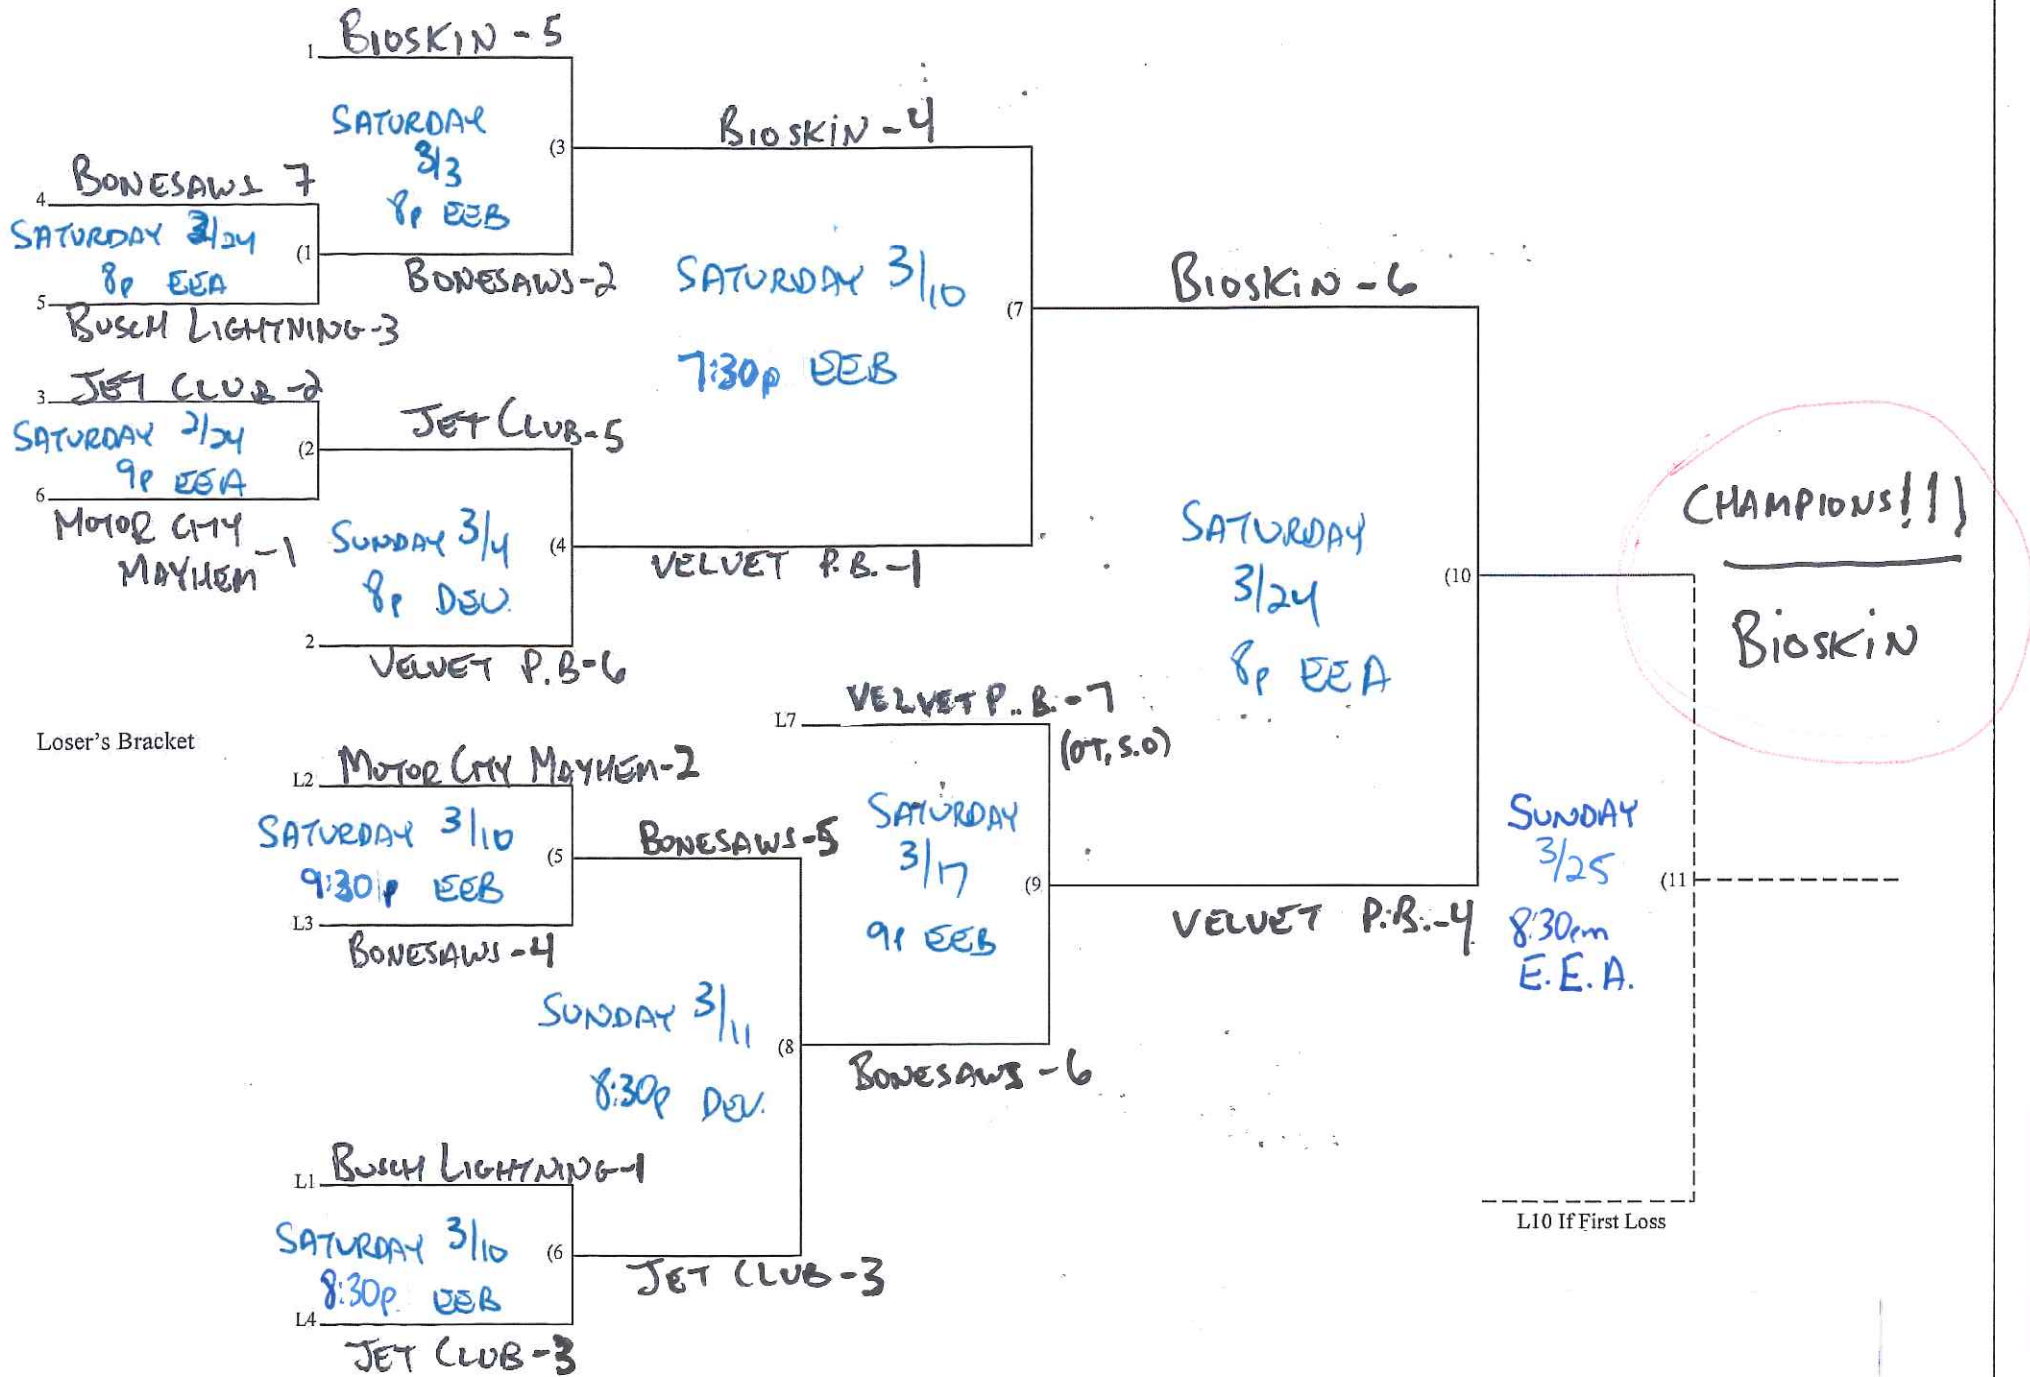 BIOSKIN - 5
1
SATURDAY
3/3
8p EEB
(3
BIOSKIN - 4
BONESAWS 7
4
SATURDAY 2/24
8p EEA
(1
5
BUSCH LIGHTNING-3
BONESAWS-2
SATURDAY 3/10
7:30p EEB
(7
BIOSKIN - 6
JET CLUB-2
3
SATURDAY 2/24
9p EEA
(2
6
MOTOR CITY
MAYHEM -1
JET CLUB-5
SUNDAY 3/4
8p DEV.
(4
VELVET P.B.-1
2
VELVET P.B-6
SATURDAY
3/24
8p EEA
(10
CHAMPIONS!!!
BIOSKIN
Loser's Bracket
L7
VELVET P.B.-7
(OT, S.O)
L2
MOTOR CITY MAYHEM-2
SATURDAY 3/10
9:30p EEB
(5
L3
BONESAWS-4
BONESAWS-5
SATURDAY
3/17
9p EEB
(9
VELVET P.B.-4
SUNDAY
3/25
8:30pm
E.E.A.
(11
SUNDAY 3/11
8:30p DEV.
(8
BONESAWS - 6
L1
BUSCH LIGHTNING-1
SATURDAY 3/10
8:30p EEB
(6
L4
JET CLUB-3
JET CLUB-3
L10 If First Loss